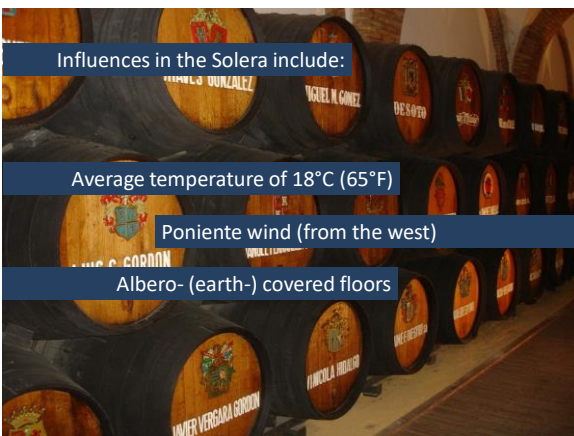 Influences in the Solera include:
GONZALEZ
MIGUEL M. GOMEZ
DESOTO
Average temperature of 18°C (65°F)
Poniente wind (from the west)
GORDON
Albero- (earth-) covered floors
VINICOLA HIDALGO
JAVIER VERGARA GORDON